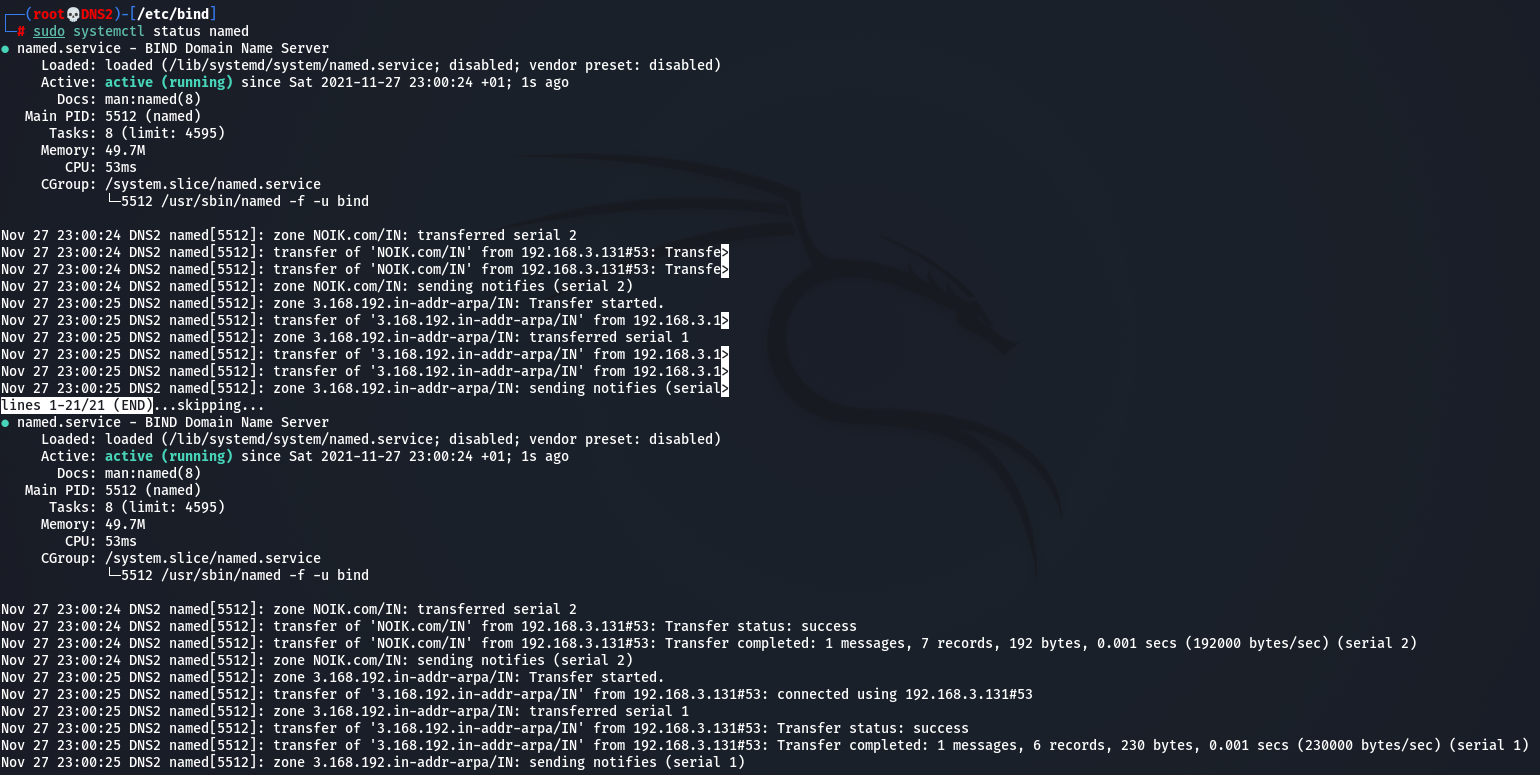 ┌──(root💀DNS2)-[/etc/bind]
└─# sudo systemctl status named
● named.service - BIND Domain Name Server
     Loaded: loaded (/lib/systemd/system/named.service; disabled; vendor preset: disabled)
     Active: active (running) since Sat 2021-11-27 23:00:24 +01; 1s ago
       Docs: man:named(8)
   Main PID: 5512 (named)
      Tasks: 8 (limit: 4595)
     Memory: 49.7M
        CPU: 53ms
     CGroup: /system.slice/named.service
             └─5512 /usr/sbin/named -f -u bind

Nov 27 23:00:24 DNS2 named[5512]: zone NOIK.com/IN: transferred serial 2
Nov 27 23:00:24 DNS2 named[5512]: transfer of 'NOIK.com/IN' from 192.168.3.131#53: Transfe>
Nov 27 23:00:24 DNS2 named[5512]: transfer of 'NOIK.com/IN' from 192.168.3.131#53: Transfe>
Nov 27 23:00:24 DNS2 named[5512]: zone NOIK.com/IN: sending notifies (serial 2)
Nov 27 23:00:25 DNS2 named[5512]: zone 3.168.192.in-addr-arpa/IN: Transfer started.
Nov 27 23:00:25 DNS2 named[5512]: transfer of '3.168.192.in-addr-arpa/IN' from 192.168.3.1>
Nov 27 23:00:25 DNS2 named[5512]: zone 3.168.192.in-addr-arpa/IN: transferred serial 1
Nov 27 23:00:25 DNS2 named[5512]: transfer of '3.168.192.in-addr-arpa/IN' from 192.168.3.1>
Nov 27 23:00:25 DNS2 named[5512]: transfer of '3.168.192.in-addr-arpa/IN' from 192.168.3.1>
Nov 27 23:00:25 DNS2 named[5512]: zone 3.168.192.in-addr-arpa/IN: sending notifies (serial>
lines 1-21/21 (END)...skipping...
● named.service - BIND Domain Name Server
     Loaded: loaded (/lib/systemd/system/named.service; disabled; vendor preset: disabled)
     Active: active (running) since Sat 2021-11-27 23:00:24 +01; 1s ago
       Docs: man:named(8)
   Main PID: 5512 (named)
      Tasks: 8 (limit: 4595)
     Memory: 49.7M
        CPU: 53ms
     CGroup: /system.slice/named.service
             └─5512 /usr/sbin/named -f -u bind

Nov 27 23:00:24 DNS2 named[5512]: zone NOIK.com/IN: transferred serial 2
Nov 27 23:00:24 DNS2 named[5512]: transfer of 'NOIK.com/IN' from 192.168.3.131#53: Transfer status: success
Nov 27 23:00:24 DNS2 named[5512]: transfer of 'NOIK.com/IN' from 192.168.3.131#53: Transfer completed: 1 messages, 7 records, 192 bytes, 0.001 secs (192000 bytes/sec) (serial 2)
Nov 27 23:00:24 DNS2 named[5512]: zone NOIK.com/IN: sending notifies (serial 2)
Nov 27 23:00:25 DNS2 named[5512]: zone 3.168.192.in-addr-arpa/IN: Transfer started.
Nov 27 23:00:25 DNS2 named[5512]: transfer of '3.168.192.in-addr-arpa/IN' from 192.168.3.131#53: connected using 192.168.3.131#53
Nov 27 23:00:25 DNS2 named[5512]: zone 3.168.192.in-addr-arpa/IN: transferred serial 1
Nov 27 23:00:25 DNS2 named[5512]: transfer of '3.168.192.in-addr-arpa/IN' from 192.168.3.131#53: Transfer status: success
Nov 27 23:00:25 DNS2 named[5512]: transfer of '3.168.192.in-addr-arpa/IN' from 192.168.3.131#53: Transfer completed: 1 messages, 6 records, 230 bytes, 0.001 secs (230000 bytes/sec) (serial 1)
Nov 27 23:00:25 DNS2 named[5512]: zone 3.168.192.in-addr-arpa/IN: sending notifies (serial 1)